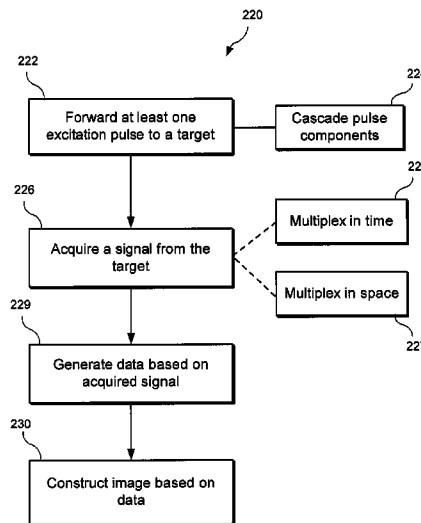 220
222
Forward at least one
excitation pulse to a target
Cascade pulse
components
226
Acquire a signal from the
target
Multiplex in time
Multiplex in space
229
Generate data based on
acquired signal
230
Construct image based on
data